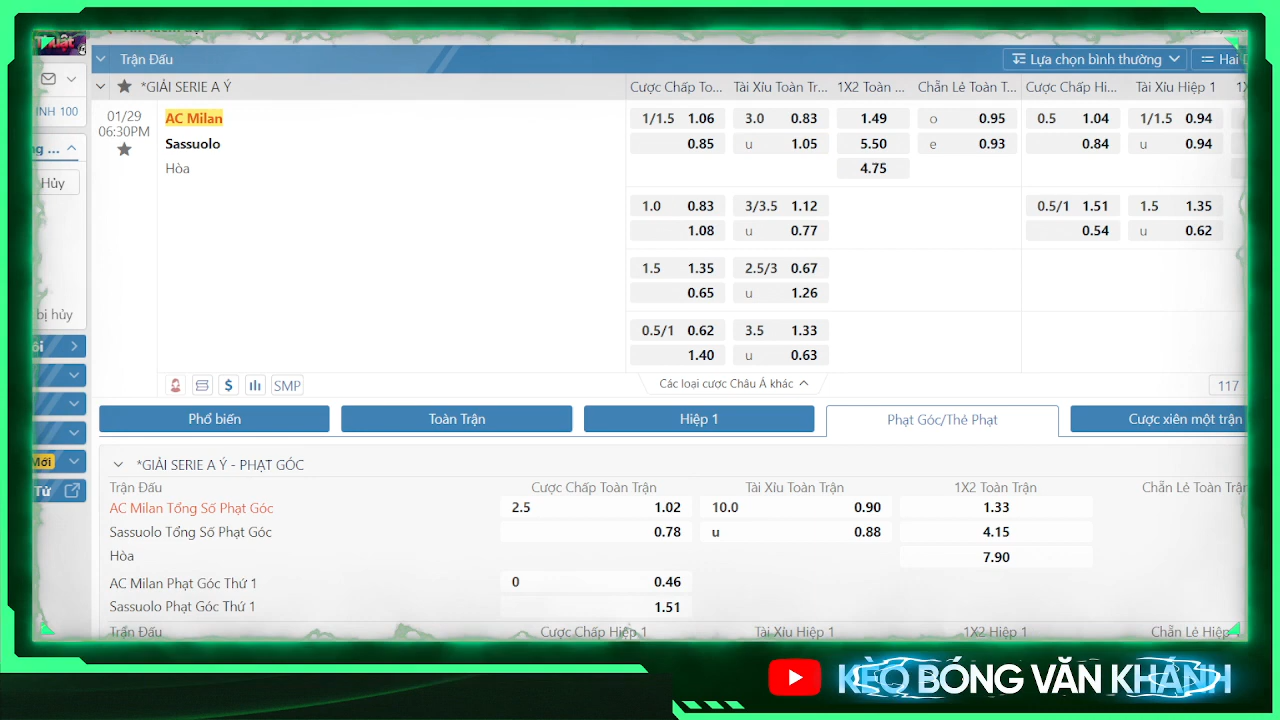 Thuật
Trận Đấu
Lựa chọn bình thường
Hai
*GIẢI SERIE A Ý
Cược Chấp To... Tài Xỉu Toàn Tr... 1X2 Toàn ... Chẵn Lẻ Toàn T... Cược Chấp Hi... Tài Xỉu Hiệp 1
INH 100
01/29
06:30PM
AC Milan
Sassuolo
Hòa
1/1.5 1.06 3.0 0.83 1.49 o 0.95 0.5 1.04 1/1.5 0.94
0.85 u 1.05 5.50 e 0.93 0.84 u 0.94
4.75
ng ...
Hủy
1.0 0.83 3/3.5 1.12 0.5/1 1.51 1.5 1.35
1.08 u 0.77 0.54 u 0.62
1.5 1.35 2.5/3 0.67
0.65 u 1.26
bị hủy
0.5/1 0.62 3.5 1.33
1.40 u 0.63
SMP
Các loại cược Châu Á khác
117
Phổ biến Toàn Trận Hiệp 1 Phạt Góc/Thẻ Phạt Cược xiên một trận
Mới
Tử
*GIẢI SERIE A Ý - PHẠT GÓC
Trận Đấu Cược Chấp Toàn Trận Tài Xỉu Toàn Trận 1X2 Toàn Trận Chẵn Lẻ Toàn Trận
AC Milan Tổng Số Phạt Góc 2.5 1.02 10.0 0.90 1.33
Sassuolo Tổng Số Phạt Góc 0.78 u 0.88 4.15
Hòa 7.90
AC Milan Phạt Góc Thứ 1 0 0.46
Sassuolo Phạt Góc Thứ 1 1.51
Trận Đấu Cược Chấp Hiệp 1 Tài Xỉu Hiệp 1 1X2 Hiệp 1 Chẵn Lẻ Hiệp
KÈO BÓNG VĂN KHÁNH